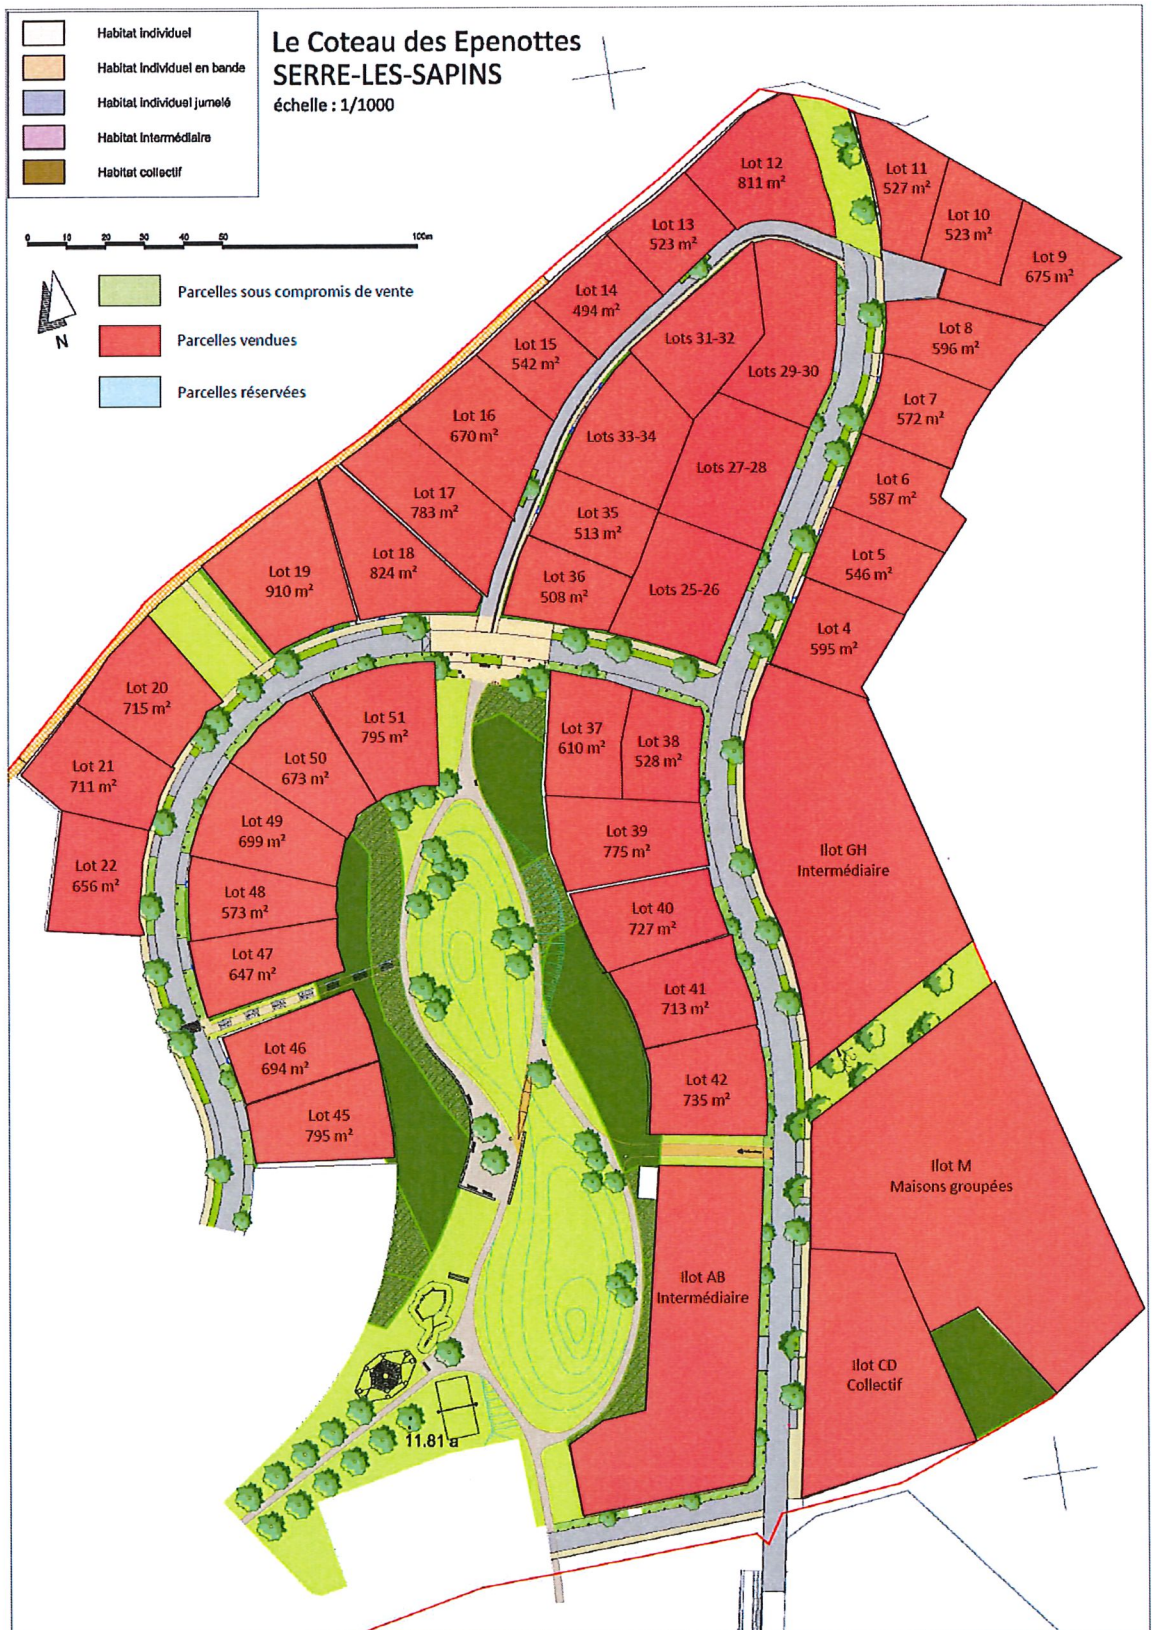 Habitat individuel
Habitat individuel en bande
Habitat individuel jumelé
Habitat intermédiaire
Habitat collectif
Le Coteau des Epenottes
SERRE-LES-SAPINS
échelle : 1/1000
0 10 20 30 40 50 100m
N
Parcelles sous compromis de vente
Parcelles vendues
Parcelles réservées
Lot 12
811 m²
Lot 11
527 m²
Lot 10
523 m²
Lot 9
675 m²
Lot 13
523 m²
Lot 14
494 m²
Lot 15
542 m²
Lot 16
670 m²
Lot 17
783 m²
Lot 18
824 m²
Lot 19
910 m²
Lots 31-32
Lots 29-30
Lots 33-34
Lots 27-28
Lot 35
513 m²
Lot 36
508 m²
Lots 25-26
Lot 8
596 m²
Lot 7
572 m²
Lot 6
587 m²
Lot 5
546 m²
Lot 4
595 m²
Lot 20
715 m²
Lot 21
711 m²
Lot 22
656 m²
Lot 51
795 m²
Lot 50
673 m²
Lot 49
699 m²
Lot 48
573 m²
Lot 47
647 m²
Lot 46
694 m²
Lot 45
795 m²
Lot 37
610 m²
Lot 38
528 m²
Lot 39
775 m²
Lot 40
727 m²
Lot 41
713 m²
Lot 42
735 m²
Ilot GH
Intermédiaire
Ilot M
Maisons groupées
Ilot AB
Intermédiaire
Ilot CD
Collectif
11.81 a